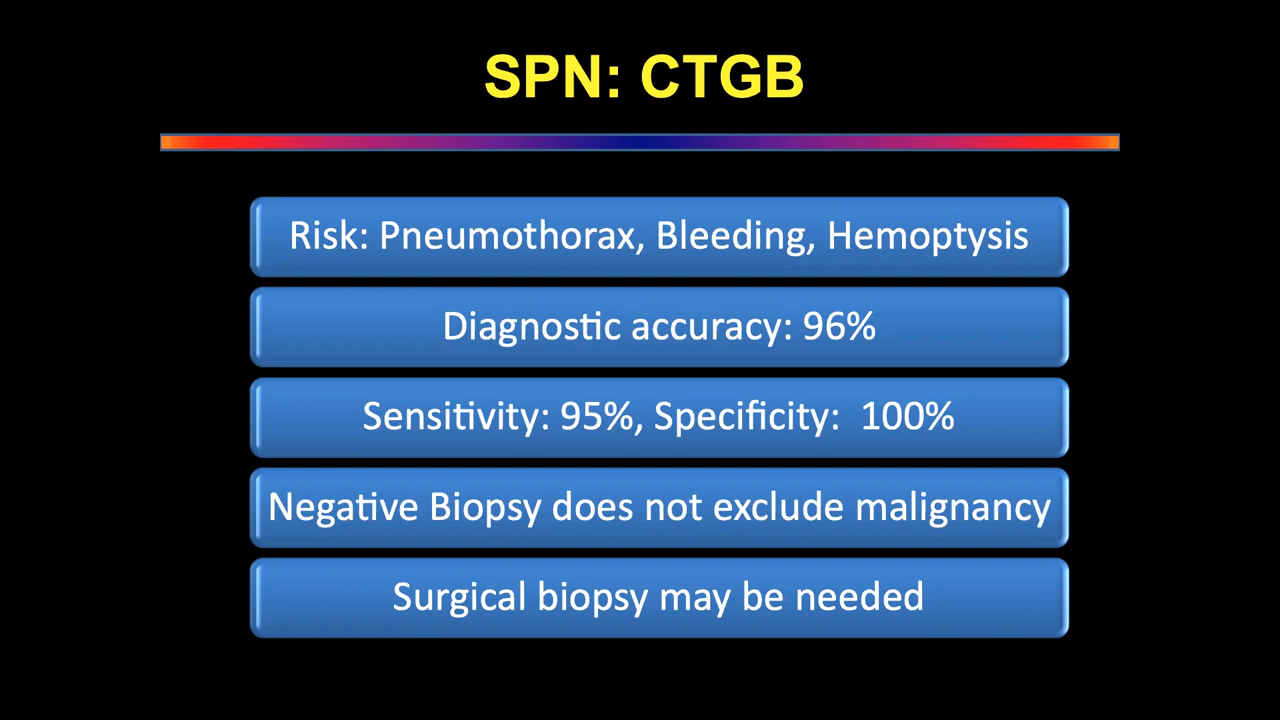 SPN: CTGB
Risk: Pneumothorax, Bleeding, Hemoptysis
Diagnostic accuracy: 96%
Sensitivity: 95%, Specificity:  100%
Negative Biopsy does not exclude malignancy
Surgical biopsy may be needed